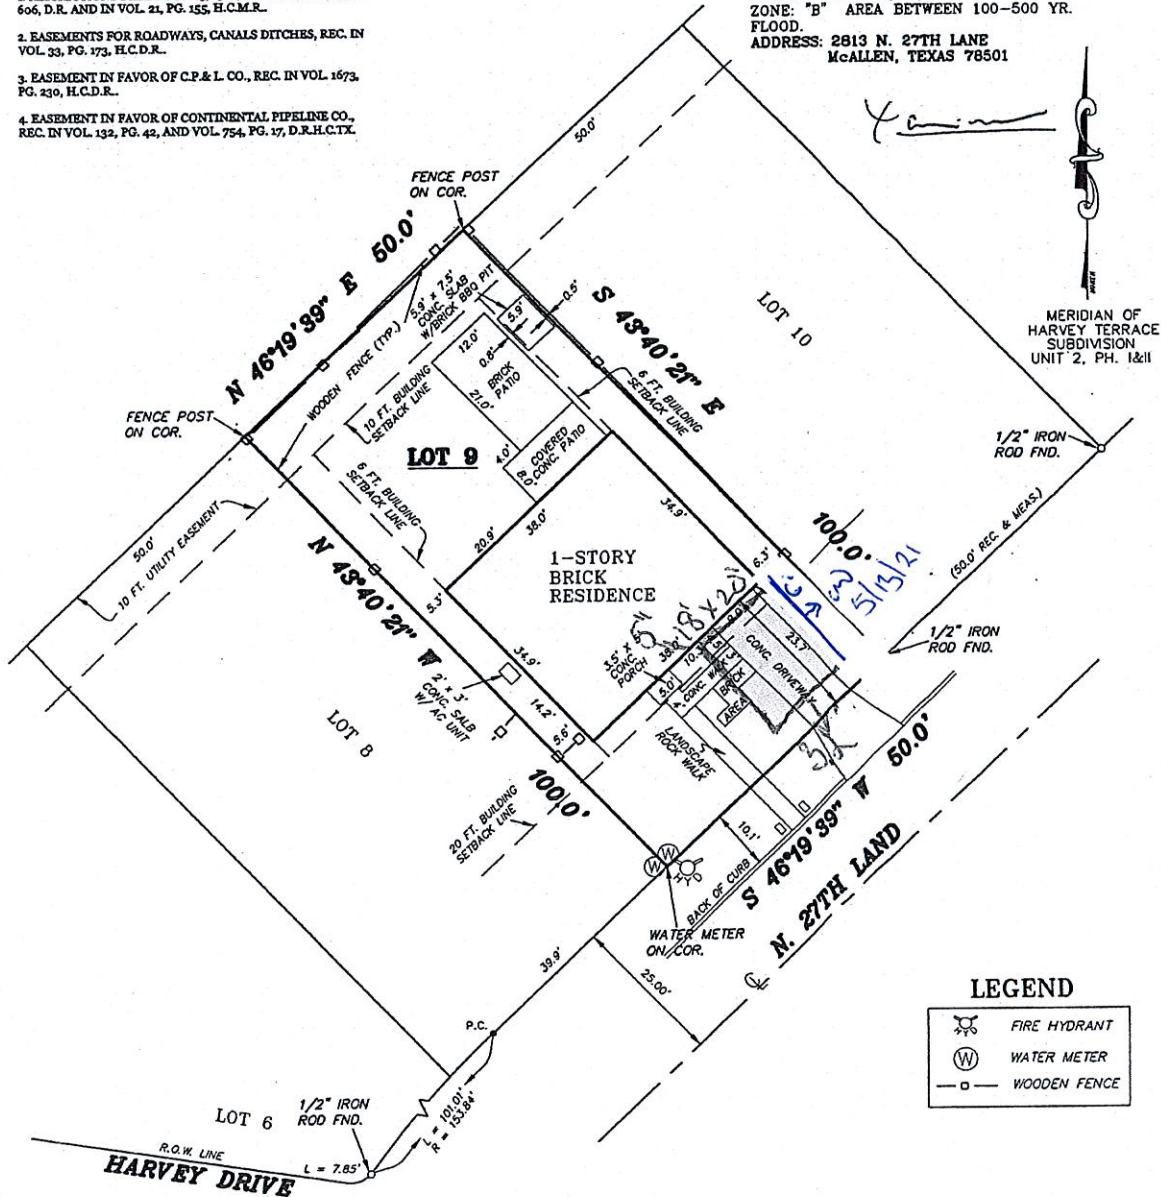 606, D.R. AND IN VOL. 21, PG. 155, H.C.M.R..
2. EASEMENTS FOR ROADWAYS, CANALS DITCHES, REC. IN
VOL. 33, PG. 173, H.C.D.R..
3. EASEMENT IN FAVOR OF C.P.& L. CO., REC. IN VOL. 1673,
PG. 230, H.C.D.R..
4. EASEMENT IN FAVOR OF CONTINENTAL PIPELINE CO.,
REC. IN VOL. 132, PG. 42, AND VOL. 754, PG. 17, D.R.H.C.TX.
ZONE: "B" AREA BETWEEN 100-500 YR.
FLOOD.
ADDRESS: 2813 N. 27TH LANE
McALLEN, TEXAS 78501
MERIDIAN OF
HARVEY TERRACE
SUBDIVISION
UNIT 2, PH. I&II
50.0'
FENCE POST
ON COR.
N 46°19'39" E 50.0'
WOODEN FENCE (TYP.)
5.9' x 7.5'
CONC. SLAB
W/BRICK BBQ PIT
5.9'
0.5'
S 43°40'21" E
LOT 10
FENCE POST
ON COR.
12.0'
0.8'
BRICK
PATIO
21.0'
10 FT. BUILDING
SETBACK LINE
6 FT. BUILDING
SETBACK LINE
LOT 9
4.0'
8.0'
COVERED
CONC. PATIO
6 FT. BUILDING
SETBACK LINE
1/2" IRON
ROD FND.
50.0'
10 FT. UTILITY EASEMENT
N 43°40'21" W
20.9'
38.0'
34.9'
1-STORY
BRICK
RESIDENCE
100.0'
6.3'
5/13/21
(50.0' REC. & MEAS.)
5.3'
18' x 20'
1/2" IRON
ROD FND.
34.9'
2' x 3'
CONC. SALB
W/ AC UNIT
14.2'
5.6'
CONC.
PORCH
5.0'
10.3'
CONC. WALK
BRICK
AREA
CONC. DRIVEWAY
23.7'
LANDSCAPE
ROCK WALK
LOT 8
100.0'
20 FT. BUILDING
SETBACK LINE
10.1'
BACK OF CURB
S 46°19'39" W 50.0'
N. 27TH LAND
HYD
W W
WATER METER
ON COR.
39.9'
25.00'
P.C.
L = 101.01'
R = 153.84'
LOT 6
1/2" IRON
ROD FND.
R.O.W. LINE
L = 7.85'
HARVEY DRIVE
LEGEND
HYD FIRE HYDRANT
W WATER METER
WOODEN FENCE